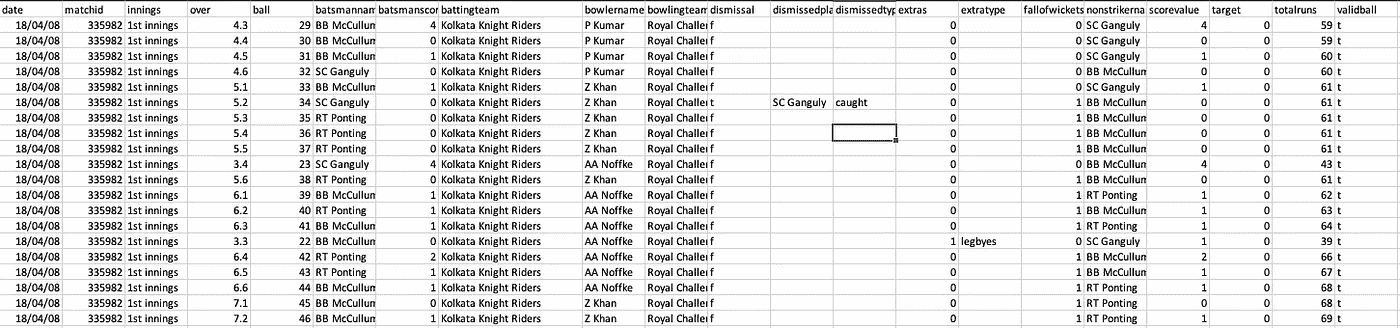 date matchid innings over ball batsmannam batsmanscor battingteam bowlername bowlingteam dismissal dismissedpla dismissedtyp extras extratype fallofwickets nonstrikerna scorevalue target totalruns validball
18/04/08 335982 1st innings 4.3 29 BB McCullum 4 Kolkata Knight Riders P Kumar Royal Challe f 0 0 SC Ganguly 4 0 59 t
18/04/08 335982 1st innings 4.4 30 BB McCullum 0 Kolkata Knight Riders P Kumar Royal Challe f 0 0 SC Ganguly 0 0 59 t
18/04/08 335982 1st innings 4.5 31 BB McCullum 1 Kolkata Knight Riders P Kumar Royal Challe f 0 0 SC Ganguly 1 0 60 t
18/04/08 335982 1st innings 4.6 32 SC Ganguly 0 Kolkata Knight Riders P Kumar Royal Challe f 0 0 BB McCullum 0 0 60 t
18/04/08 335982 1st innings 5.1 33 BB McCullum 1 Kolkata Knight Riders Z Khan Royal Challe f 0 0 SC Ganguly 1 0 61 t
18/04/08 335982 1st innings 5.2 34 SC Ganguly 0 Kolkata Knight Riders Z Khan Royal Challe t SC Ganguly caught 0 1 BB McCullum 0 0 61 t
18/04/08 335982 1st innings 5.3 35 RT Ponting 0 Kolkata Knight Riders Z Khan Royal Challe f 0 1 BB McCullum 0 0 61 t
18/04/08 335982 1st innings 5.4 36 RT Ponting 0 Kolkata Knight Riders Z Khan Royal Challe f 0 1 BB McCullum 0 0 61 t
18/04/08 335982 1st innings 5.5 37 RT Ponting 0 Kolkata Knight Riders Z Khan Royal Challe f 0 1 BB McCullum 0 0 61 t
18/04/08 335982 1st innings 3.4 23 SC Ganguly 4 Kolkata Knight Riders AA Noffke Royal Challe f 0 0 BB McCullum 4 0 43 t
18/04/08 335982 1st innings 5.6 38 RT Ponting 0 Kolkata Knight Riders Z Khan Royal Challe f 0 1 BB McCullum 0 0 61 t
18/04/08 335982 1st innings 6.1 39 BB McCullum 1 Kolkata Knight Riders AA Noffke Royal Challe f 0 1 RT Ponting 1 0 62 t
18/04/08 335982 1st innings 6.2 40 RT Ponting 1 Kolkata Knight Riders AA Noffke Royal Challe f 0 1 BB McCullum 1 0 63 t
18/04/08 335982 1st innings 6.3 41 BB McCullum 1 Kolkata Knight Riders AA Noffke Royal Challe f 0 1 RT Ponting 1 0 64 t
18/04/08 335982 1st innings 3.3 22 BB McCullum 0 Kolkata Knight Riders AA Noffke Royal Challe f 1 legbyes 0 SC Ganguly 1 0 39 t
18/04/08 335982 1st innings 6.4 42 RT Ponting 2 Kolkata Knight Riders AA Noffke Royal Challe f 0 1 BB McCullum 2 0 66 t
18/04/08 335982 1st innings 6.5 43 RT Ponting 1 Kolkata Knight Riders AA Noffke Royal Challe f 0 1 BB McCullum 1 0 67 t
18/04/08 335982 1st innings 6.6 44 BB McCullum 1 Kolkata Knight Riders AA Noffke Royal Challe f 0 1 RT Ponting 1 0 68 t
18/04/08 335982 1st innings 7.1 45 BB McCullum 0 Kolkata Knight Riders Z Khan Royal Challe f 0 1 RT Ponting 0 0 68 t
18/04/08 335982 1st innings 7.2 46 BB McCullum 1 Kolkata Knight Riders Z Khan Royal Challe f 0 1 RT Ponting 1 0 69 t